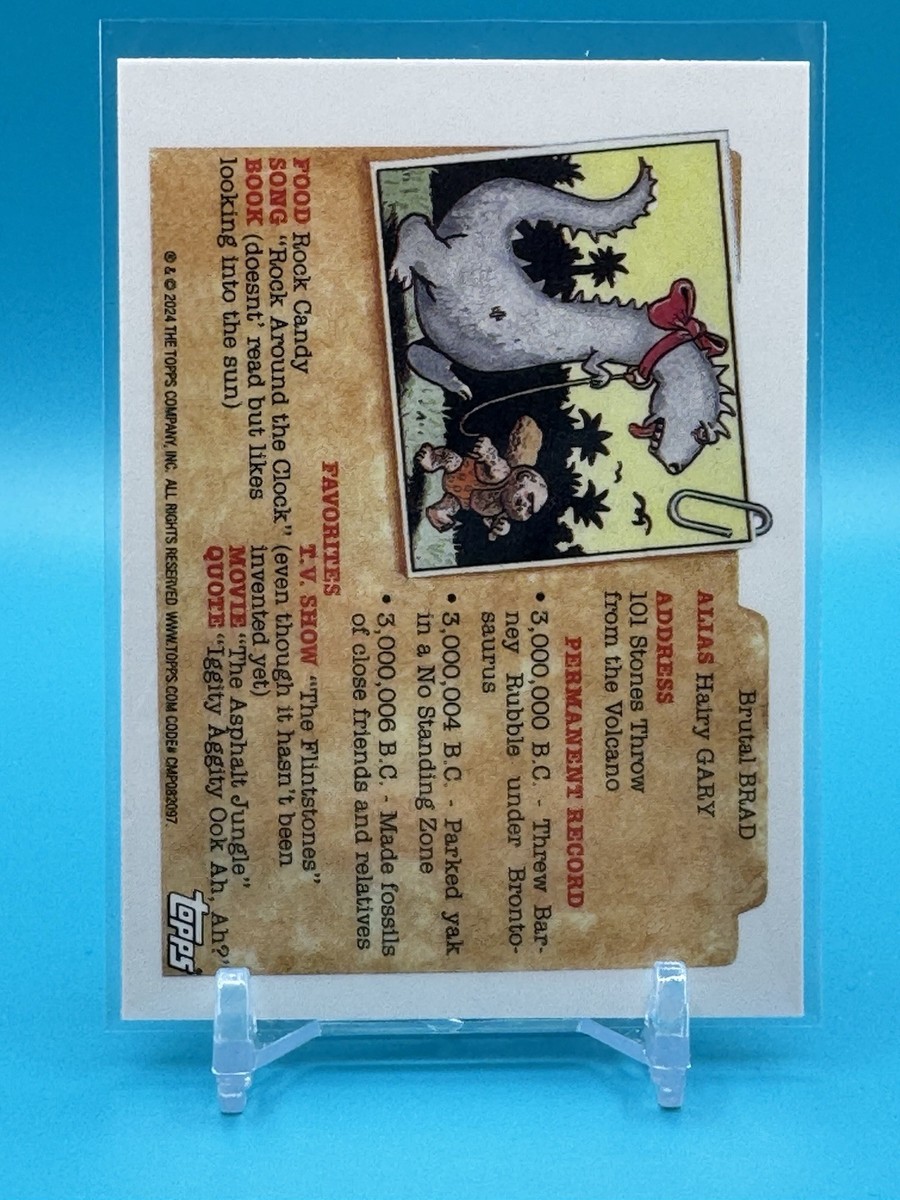 Brutal BRAD
ALIAS Hairy GARY
ADDRESS
101 Stones Throw
from the Volcano
PERMANENT RECORD
• 3,000,000 B.C. - Threw Bar-
ney Rubble under Bronto-
saurus
• 3,000,004 B.C. - Parked yak
in a No Standing Zone
• 3,000,006 B.C. - Made fossils
of close friends and relatives
FAVORITES
FOOD Rock Candy
SONG "Rock Around the Clock"
BOOK (doesnt' read but likes
looking into the sun)
T.V. SHOW "The Flintstones"
(even though it hasn't been
invented yet)
MOVIE "The Asphalt Jungle"
QUOTE "Iggity Aggity Ook Ah, Ah?"
® & © 2024 THE TOPPS COMPANY, INC. ALL RIGHTS RESERVED. WWW.TOPPS.COM CODE# CMP082097.
topps